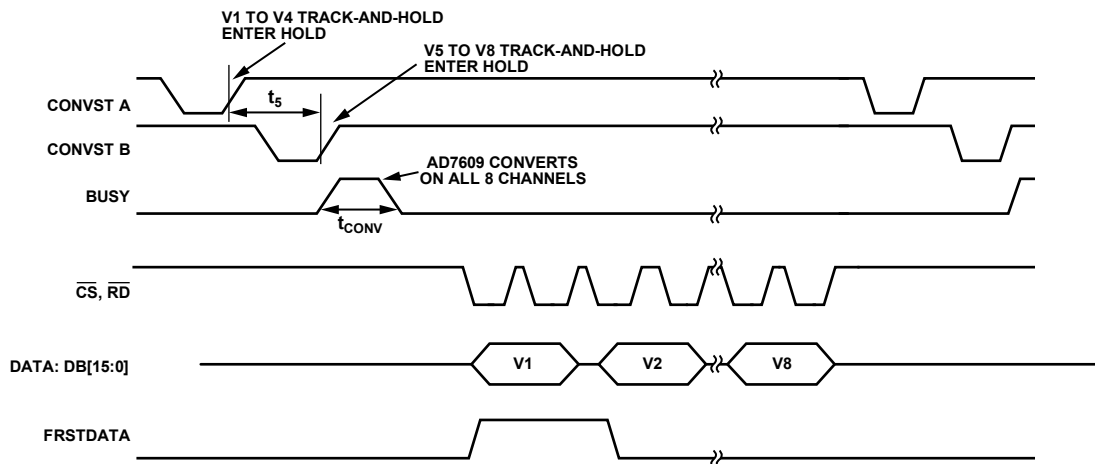 V1 TO V4 TRACK-AND-HOLD
ENTER HOLD
V5 TO V8 TRACK-AND-HOLD
ENTER HOLD
CONVST A
t5
CONVST B
AD7609 CONVERTS
ON ALL 8 CHANNELS
BUSY
tCONV
CS, RD
DATA: DB[15:0]
V1
V2
V8
FRSTDATA